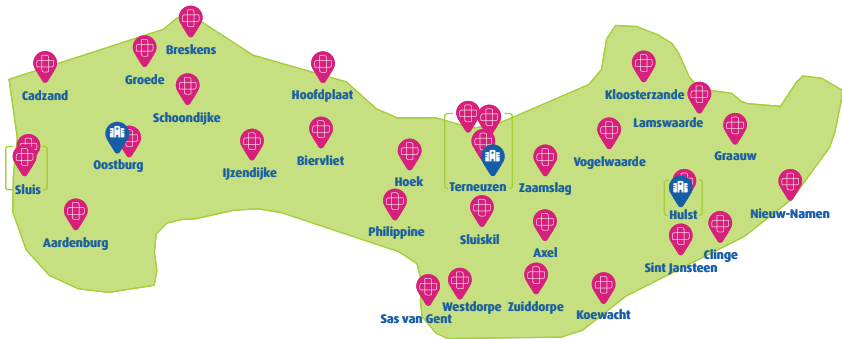 Breskens
Groede
Cadzand
Schoondijke
Hoofdplaat
Kloosterzande
Lamswaarde
Oostburg
IJzendijke
Biervliet
Vogelwaarde
Graauw
Sluis
Hoek
Terneuzen
Zaamslag
Hulst
Nieuw-Namen
Aardenburg
Philippine
Sluiskil
Axel
Clinge
Sint Jansteen
Sas van Gent
Westdorpe
Zuiddorpe
Koewacht